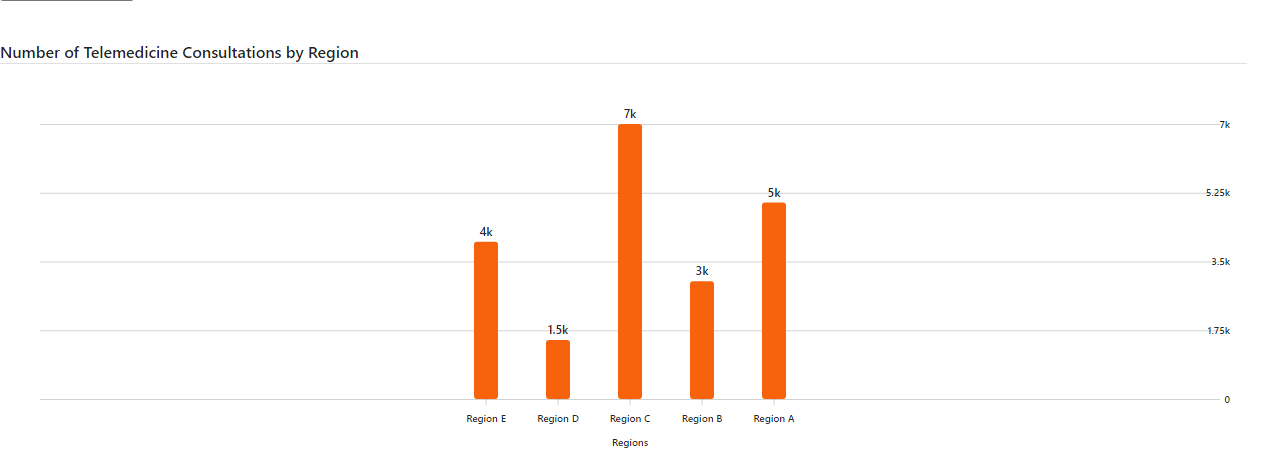 Number of Telemedicine Consultations by Region
7k
7k
5k
5.25k
4k
3k
3.5k
1.5k
1.75k
0
Region E
Region D
Region C
Region B
Region A
Regions